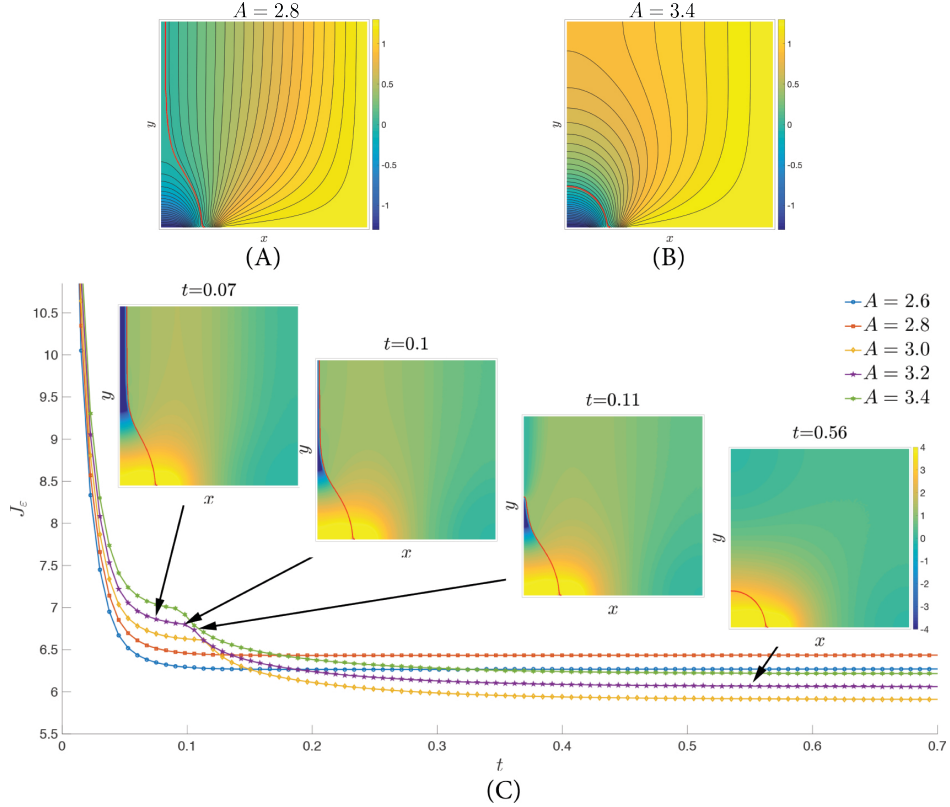 A = 2.8
A = 3.4
y
1
0.5
0
-0.5
-1
x
y
1
0.5
0
-0.5
-1
x
(A)
(B)
10.5
10
9.5
9
8.5
8
7.5
7
6.5
6
5.5
Jε
t=0.07
y
x
t=0.1
y
x
t=0.11
y
x
t=0.56
y
x
4
3
2
1
0
-1
-2
-3
-4
A = 2.6
A = 2.8
A = 3.0
A = 3.2
A = 3.4
0 0.1 0.2 0.3 0.4 0.5 0.6 0.7
t
(C)